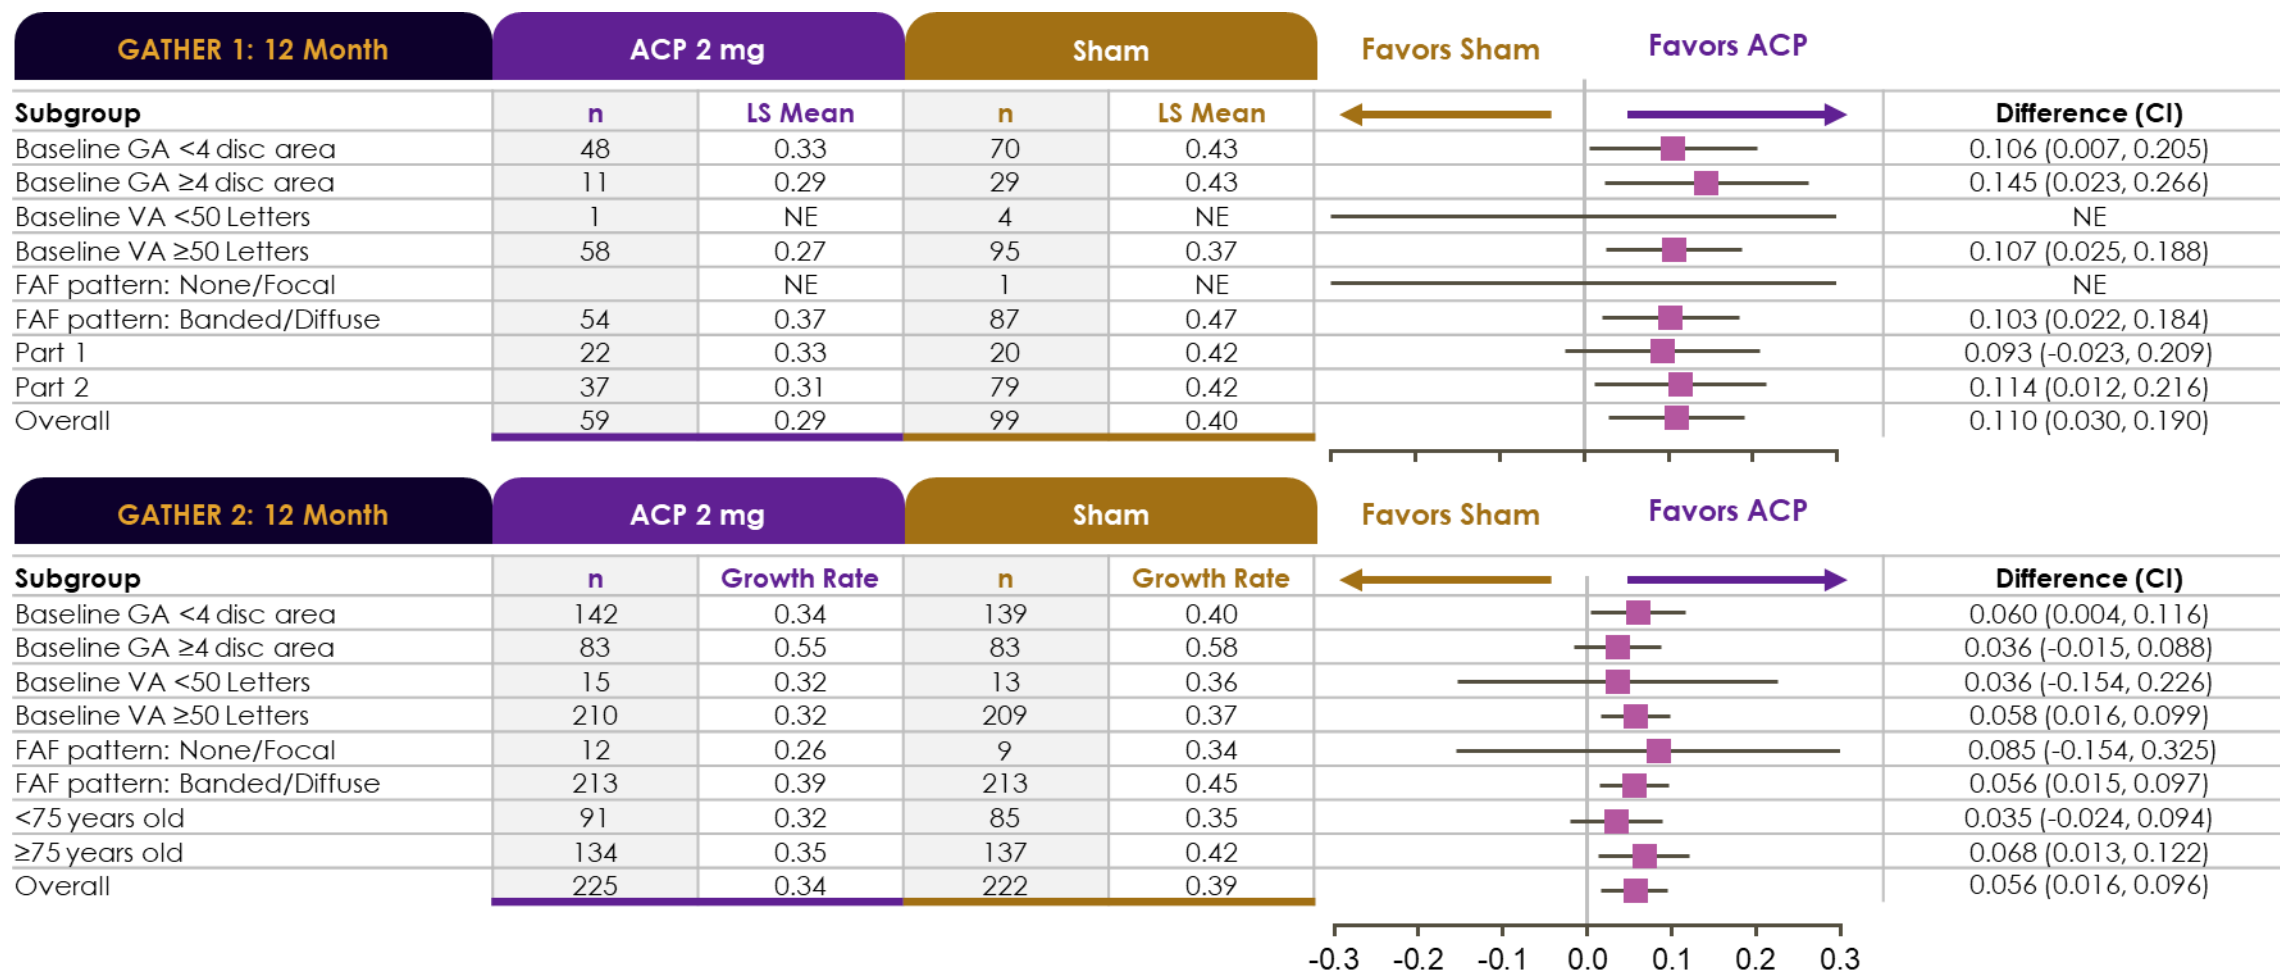 GATHER 1: 12 Month ACP 2 mg Sham Favors Sham Favors ACP
Subgroup n LS Mean n LS Mean Difference (CI)
Baseline GA <4 disc area 48 0.33 70 0.43 0.106 (0.007, 0.205)
Baseline GA ≥4 disc area 11 0.29 29 0.43 0.145 (0.023, 0.266)
Baseline VA <50 Letters 1 NE 4 NE NE
Baseline VA ≥50 Letters 58 0.27 95 0.37 0.107 (0.025, 0.188)
FAF pattern: None/Focal NE 1 NE NE
FAF pattern: Banded/Diffuse 54 0.37 87 0.47 0.103 (0.022, 0.184)
Part 1 22 0.33 20 0.42 0.093 (-0.023, 0.209)
Part 2 37 0.31 79 0.42 0.114 (0.012, 0.216)
Overall 59 0.29 99 0.40 0.110 (0.030, 0.190)
GATHER 2: 12 Month ACP 2 mg Sham Favors Sham Favors ACP
Subgroup n Growth Rate n Growth Rate Difference (CI)
Baseline GA <4 disc area 142 0.34 139 0.40 0.060 (0.004, 0.116)
Baseline GA ≥4 disc area 83 0.55 83 0.58 0.036 (-0.015, 0.088)
Baseline VA <50 Letters 15 0.32 13 0.36 0.036 (-0.154, 0.226)
Baseline VA ≥50 Letters 210 0.32 209 0.37 0.058 (0.016, 0.099)
FAF pattern: None/Focal 12 0.26 9 0.34 0.085 (-0.154, 0.325)
FAF pattern: Banded/Diffuse 213 0.39 213 0.45 0.056 (0.015, 0.097)
<75 years old 91 0.32 85 0.35 0.035 (-0.024, 0.094)
≥75 years old 134 0.35 137 0.42 0.068 (0.013, 0.122)
Overall 225 0.34 222 0.39 0.056 (0.016, 0.096)
-0.3 -0.2 -0.1 0.0 0.1 0.2 0.3